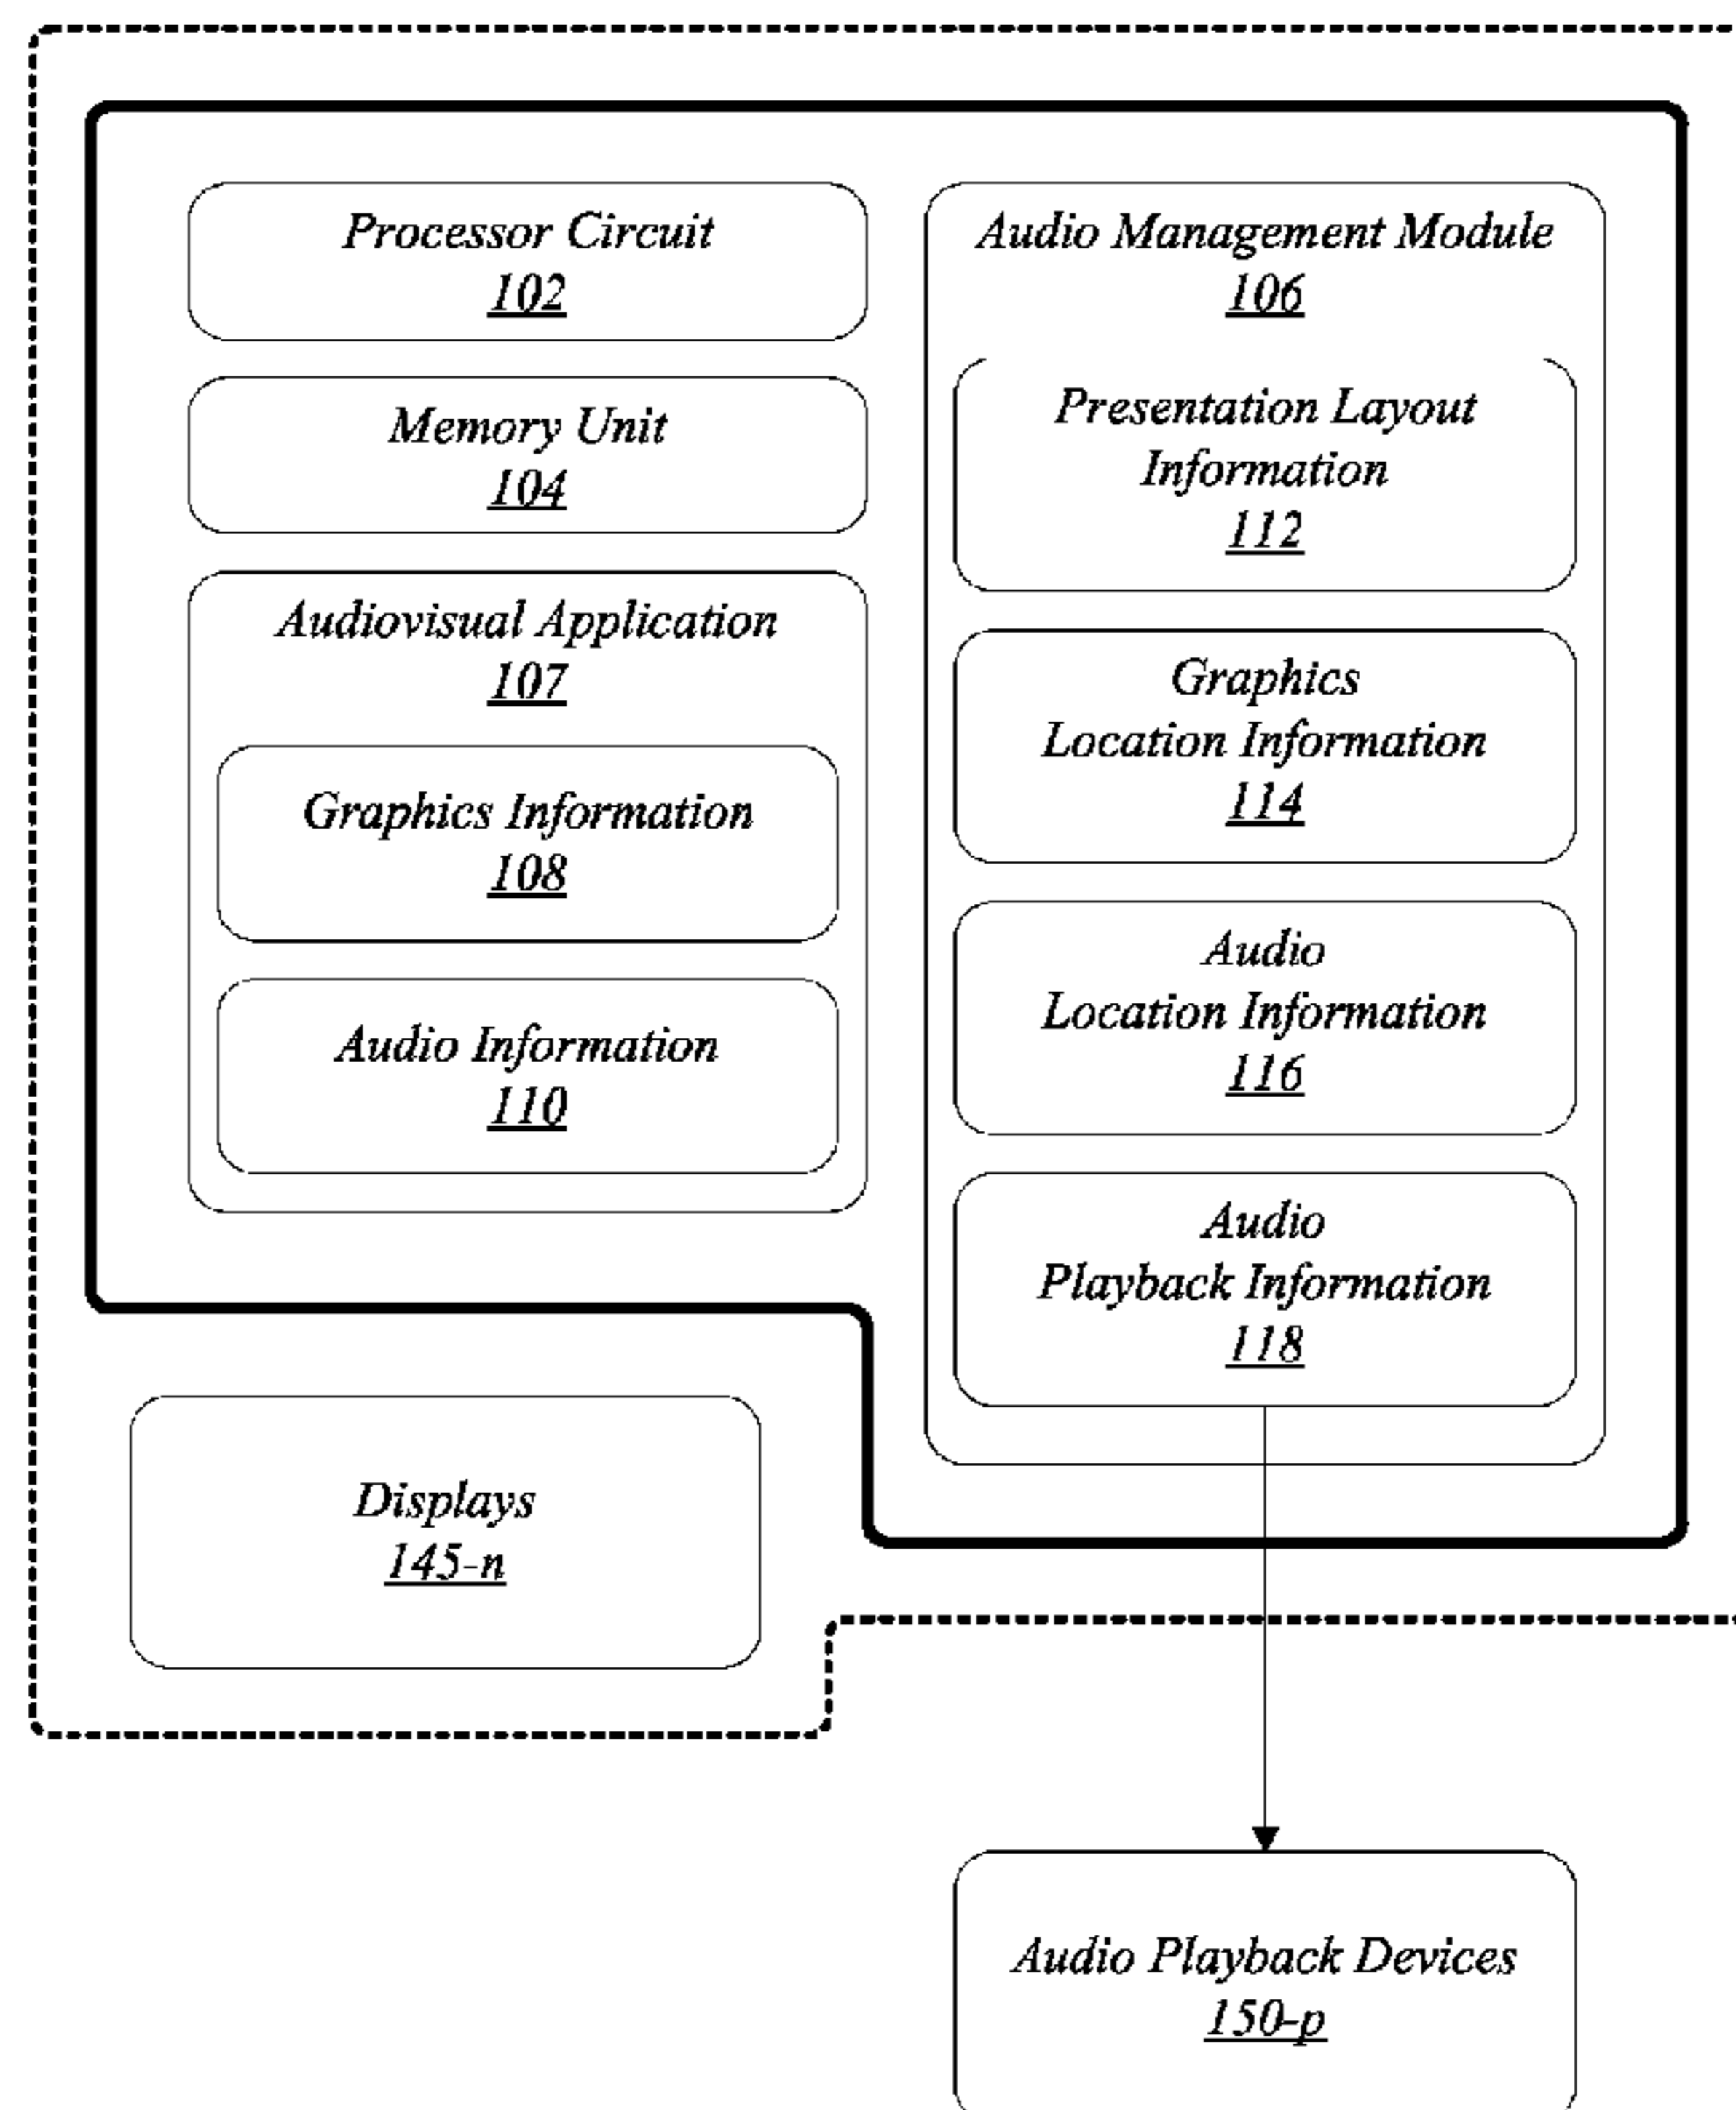 Processor Circuit
102
Memory Unit
104
Audiovisual Application
107
Graphics Information
108
Audio Information
110
Audio Management Module
106
Presentation Layout
Information
112
Graphics
Location Information
114
Audio
Location Information
116
Audio
Playback Information
118
Displays
145-n
Audio Playback Devices
150-p